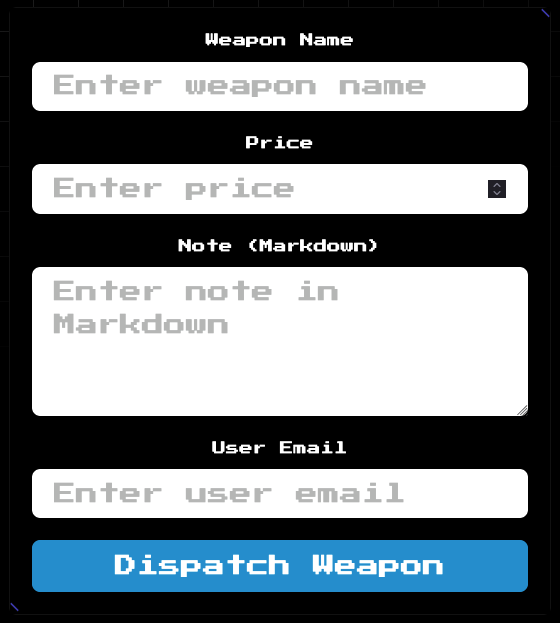 Weapon Name
Enter weapon name
Price
Enter price
Note (Markdown)
Enter note in
Markdown
User Email
Enter user email
Dispatch Weapon